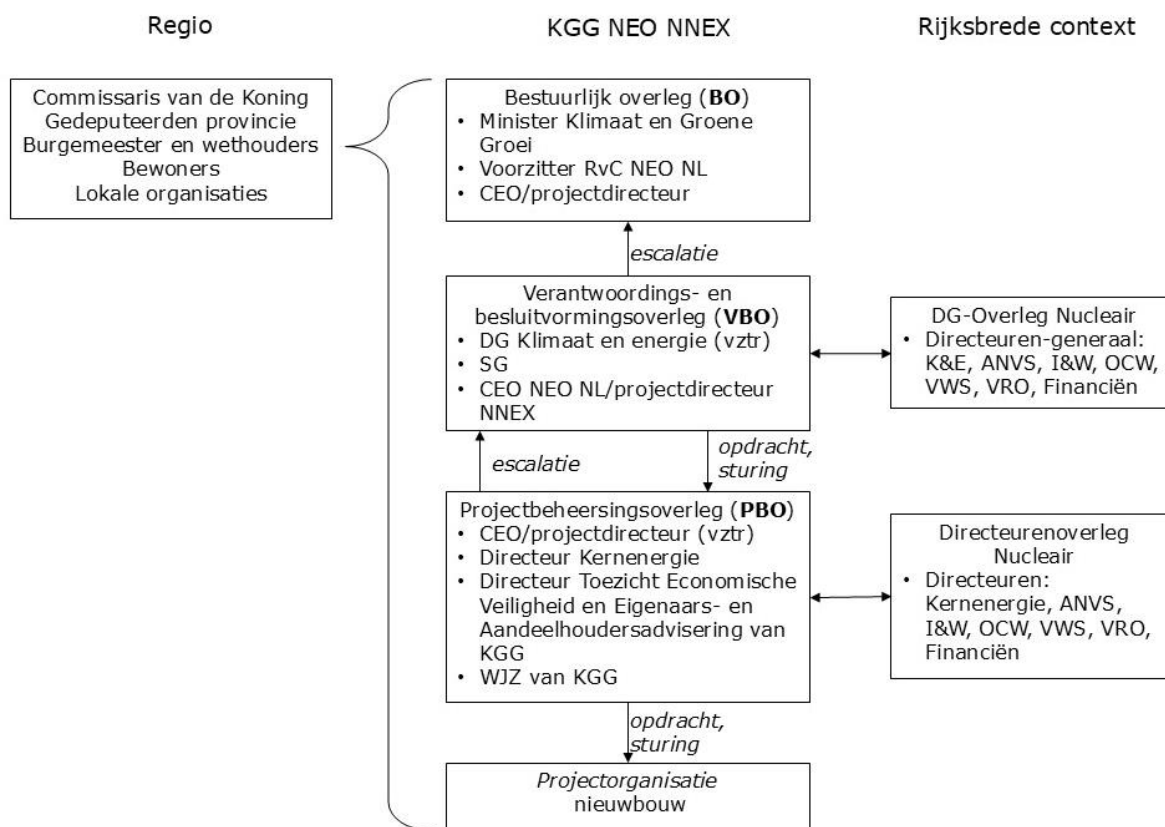 Regio
KGG NEO NNEX
Rijksbrede context
Commissaris van de Koning
Gedeputeerden provincie
Burgemeester en wethouders
Bewoners
Lokale organisaties
Bestuurlijk overleg (BO)
• Minister Klimaat en Groene
Groei
• Voorzitter RvC NEO NL
• CEO/projectdirecteur
escalatie
Verantwoordings- en
besluitvormingsoverleg (VBO)
• DG Klimaat en energie (vztr)
• SG
• CEO NEO NL/projectdirecteur
NNEX
DG-Overleg Nucleair
• Directeuren-generaal:
K&E, ANVS, I&W, OCW,
VWS, VRO, Financiën
escalatie
opdracht,
sturing
Projectbeheersingsoverleg (PBO)
• CEO/projectdirecteur (vztr)
• Directeur Kernenergie
• Directeur Toezicht Economische
Veiligheid en Eigenaars- en
Aandeelhoudersadvisering van
KGG
• WJZ van KGG
Directeurenoverleg
Nucleair
• Directeuren:
Kernenergie, ANVS,
I&W, OCW, VWS, VRO,
Financiën
opdracht,
sturing
Projectorganisatie
nieuwbouw